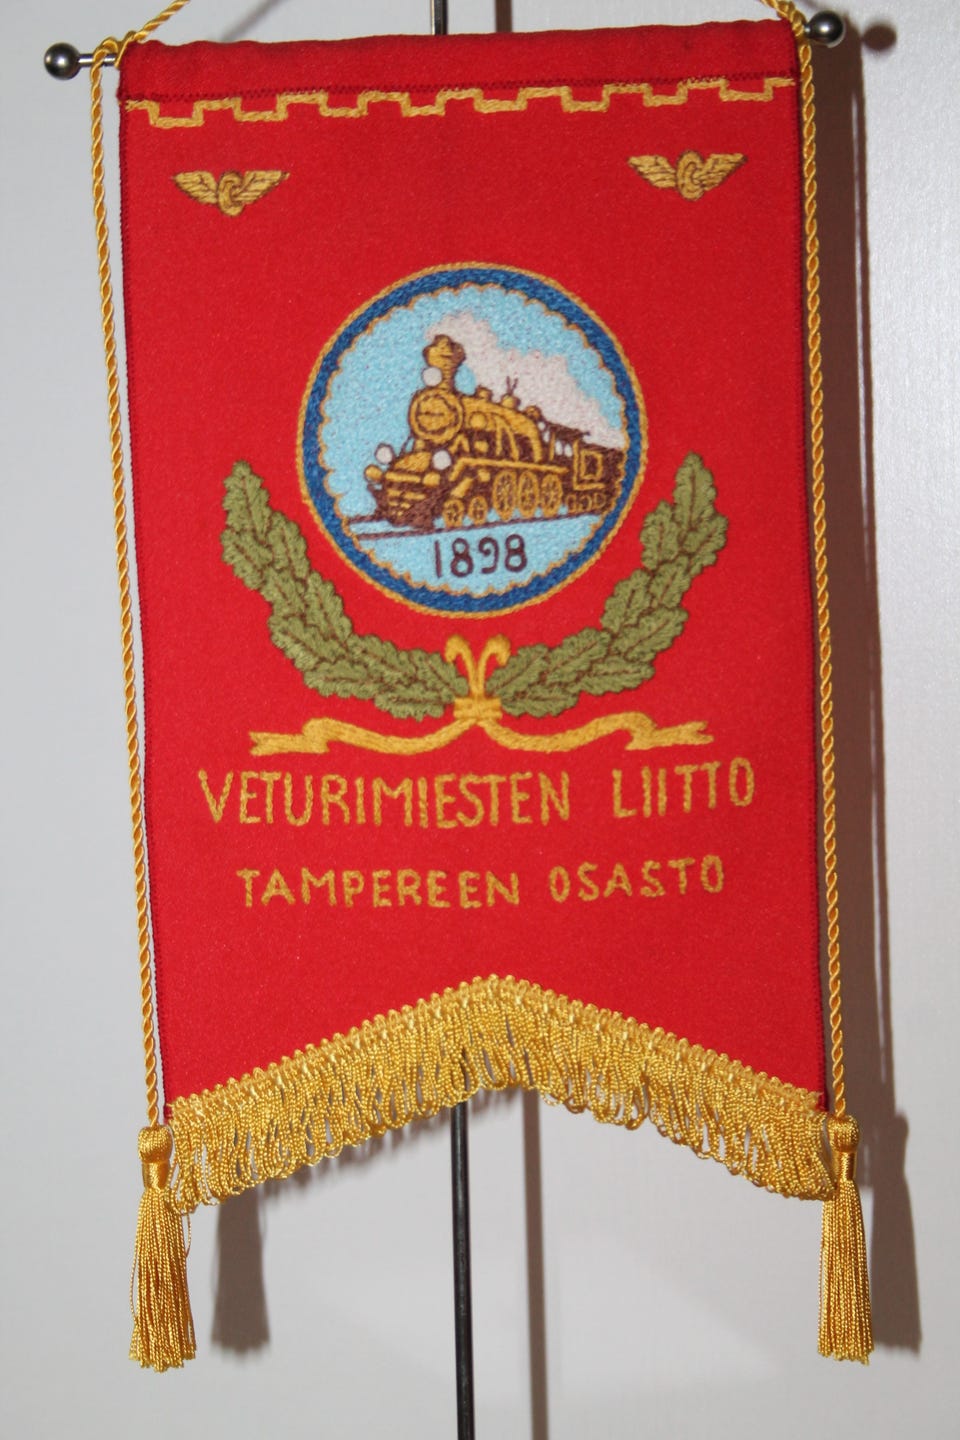 1898
VETURIMIESTEN LIITTO
TAMPEREEN OSASTO